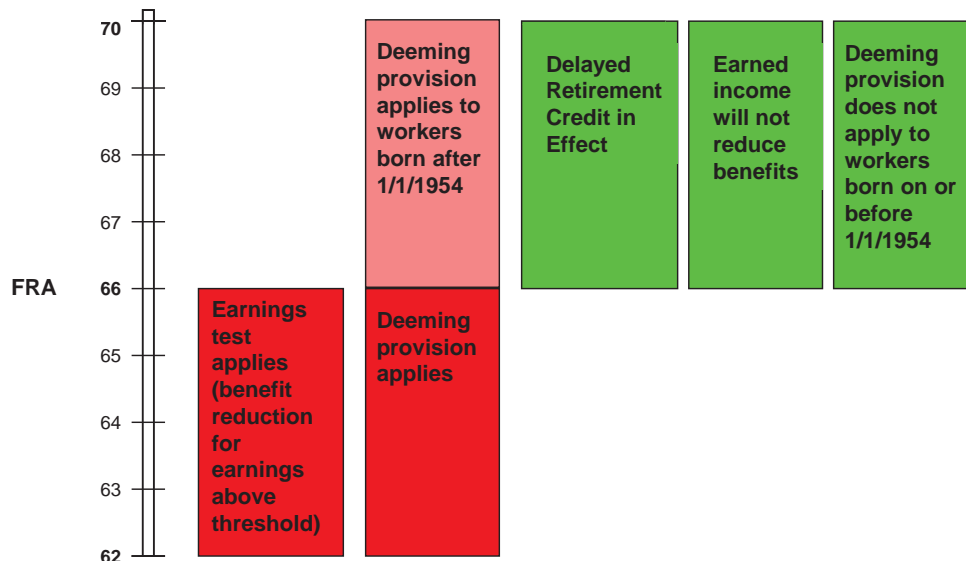 70
69
68
67
FRA
66
65
64
63
62
Earnings
test
applies
(benefit
reduction
for
earnings
above
threshold)
Deeming
provision
applies to
workers
born after
1/1/1954
Deeming
provision
applies
Delayed
Retirement
Credit in
Effect
Earned
income
will not
reduce
benefits
Deeming
provision
does not
apply to
workers
born on or
before
1/1/1954